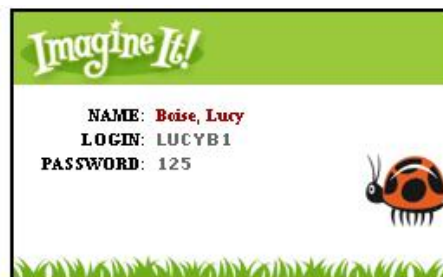 Imagine It!
NAME: Boise, Lucy
LOGIN: LUCYB1
PASSWORD: 125